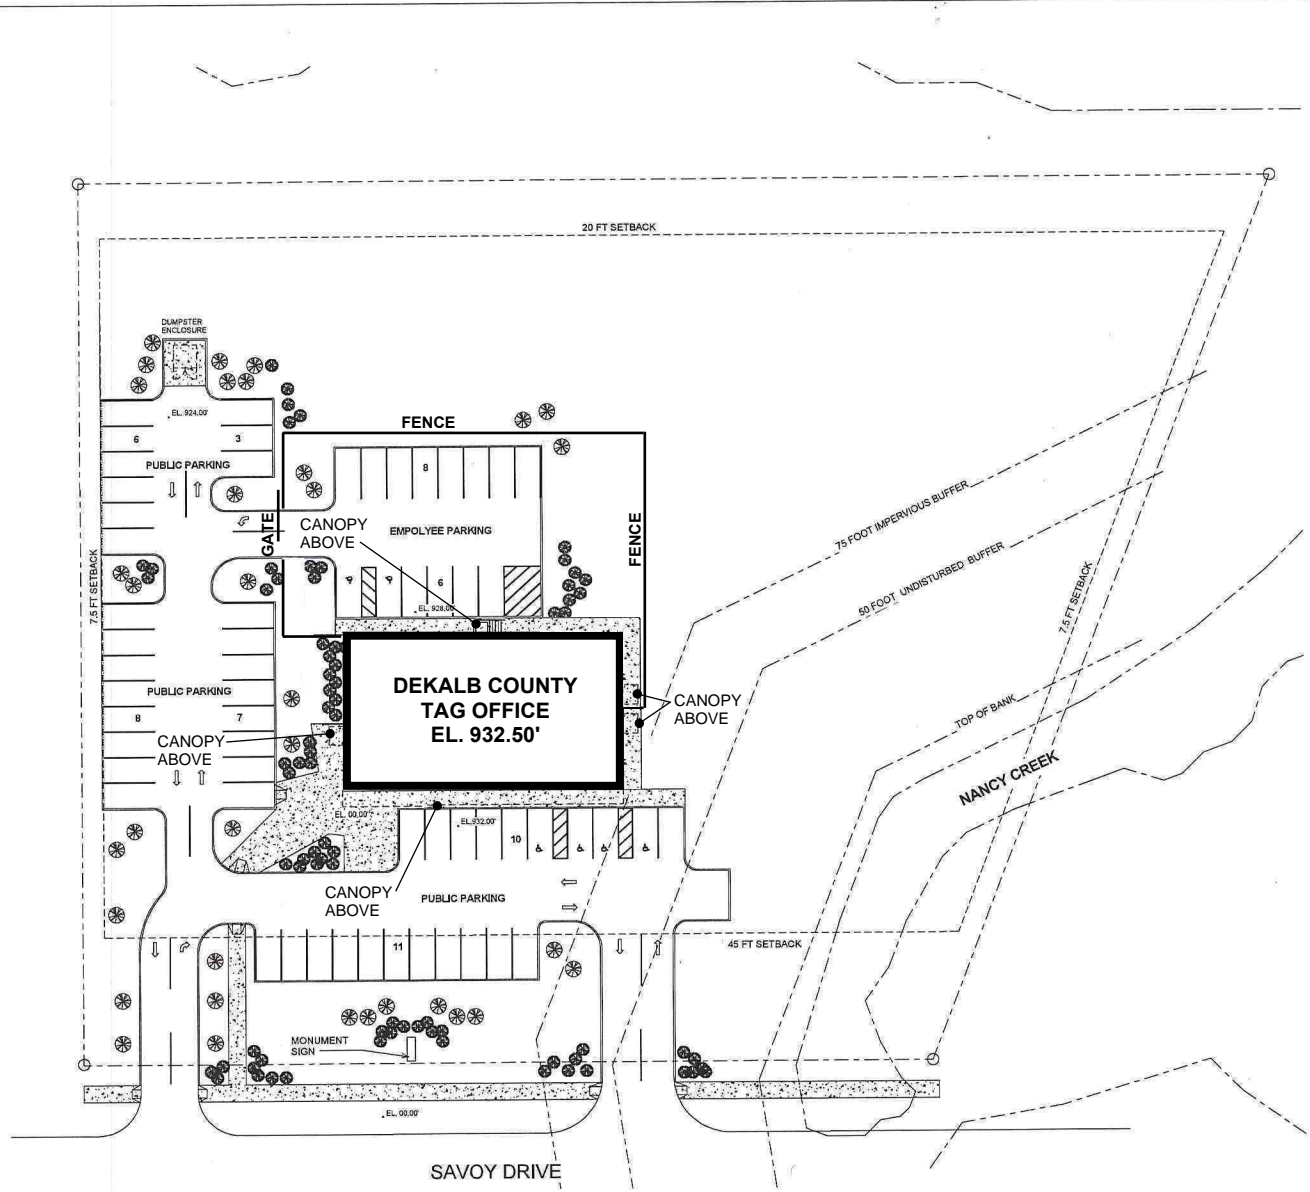 20 FT SETBACK
DUMPSTER
ENCLOSURE
EL. 924.00'
6
3
PUBLIC PARKING
FENCE
8
GATE
CANOPY
ABOVE
EMPOLYEE PARKING
FENCE
75 FOOT IMPERVIOUS BUFFER
50 FOOT UNDISTURBED BUFFER
7.5 FT SETBACK
7.5 FT SETBACK
6
EL. 928.00'
DEKALB COUNTY
TAG OFFICE
EL. 932.50'
PUBLIC PARKING
8
7
CANOPY
ABOVE
CANOPY
ABOVE
TOP OF BANK
NANCY CREEK
EL. 00.00'
EL.932.00'
10
CANOPY
ABOVE
PUBLIC PARKING
11
45 FT SETBACK
MONUMENT
SIGN
EL. 00.00'
SAVOY DRIVE